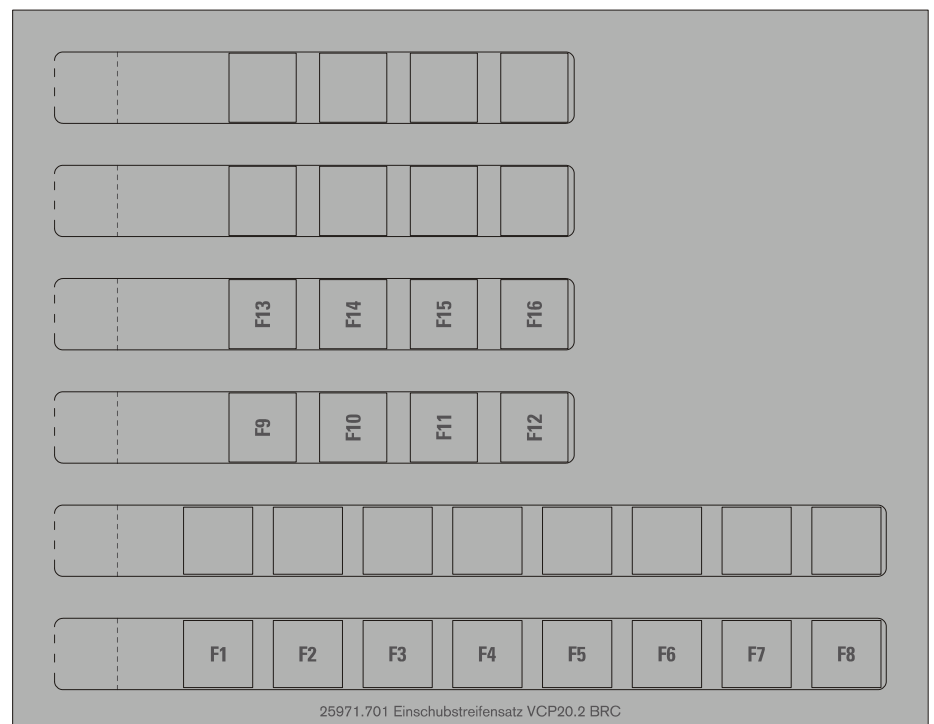 F13 F14 F15 F16
F9 F10 F11 F12
F1 F2 F3 F4 F5 F6 F7 F8
25971.701 Einschubstreifensatz VCP20.2 BRC